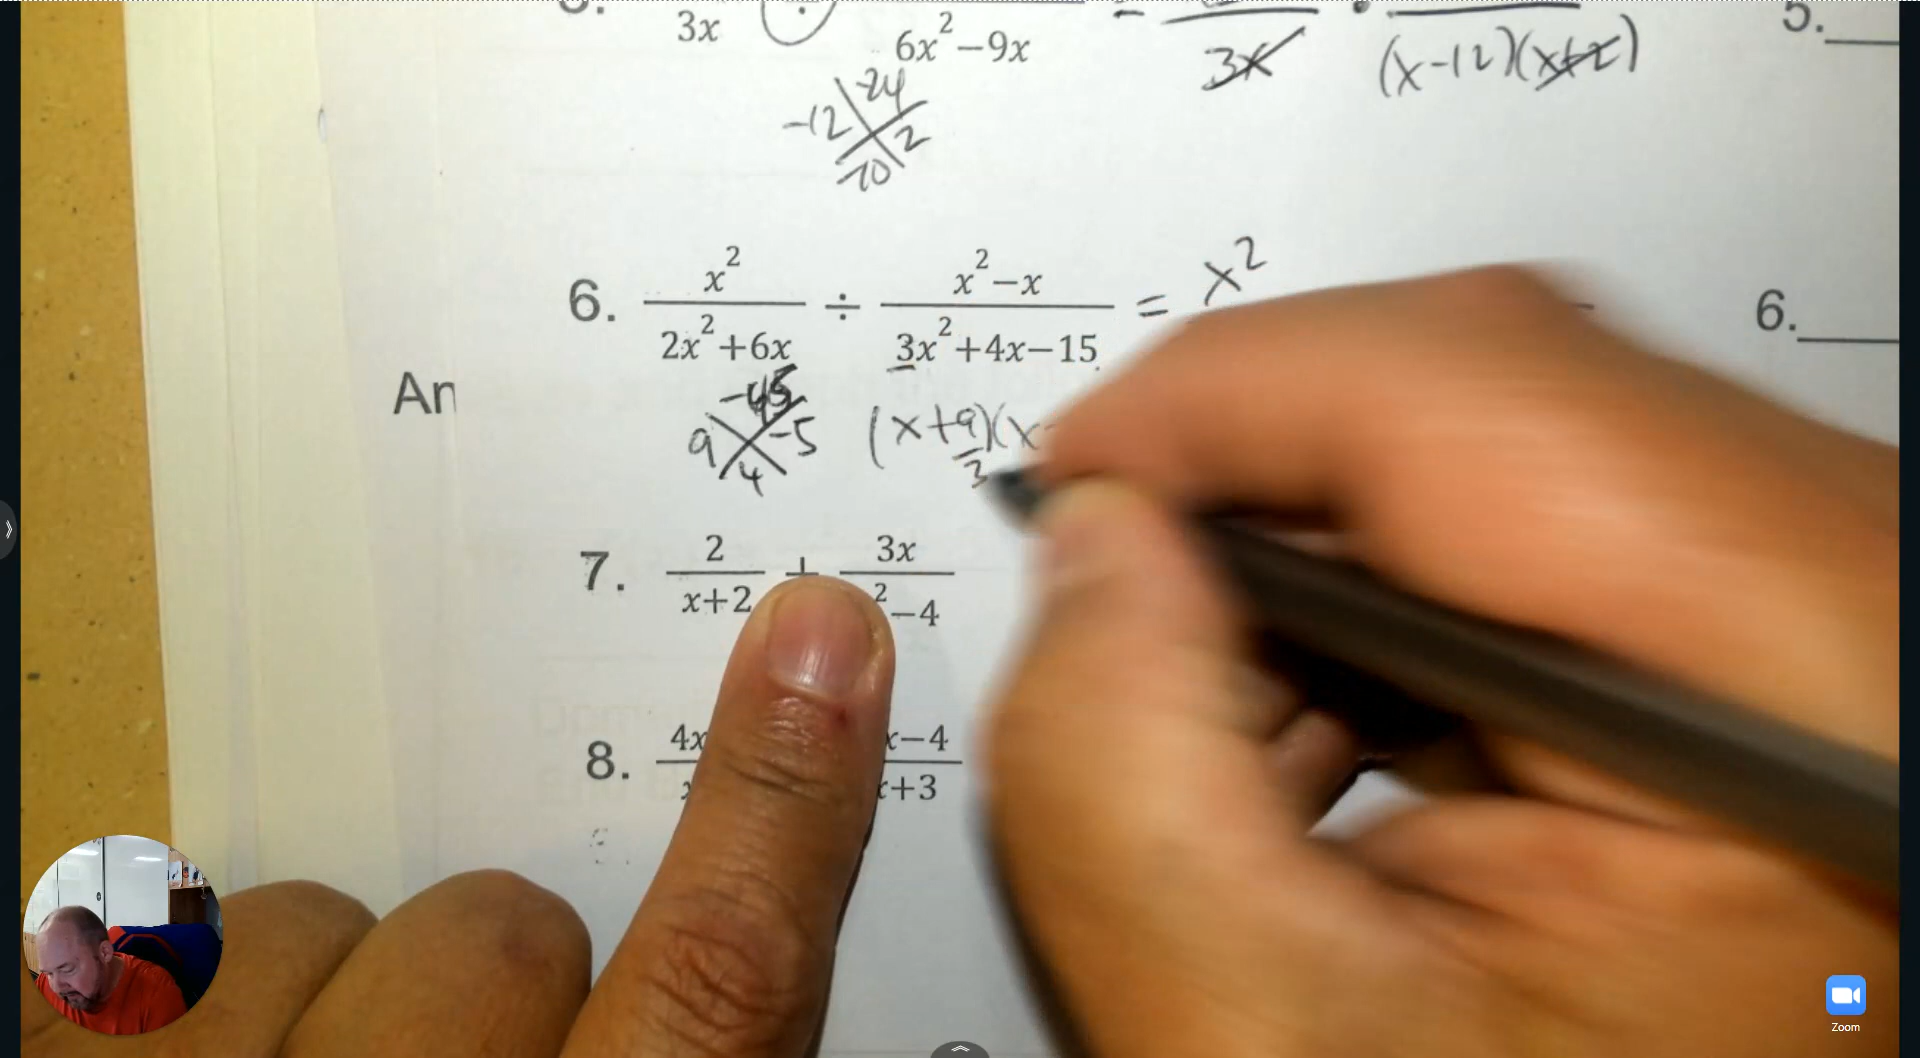 3x 6x²−9x = 3x (x-12)(x+2) 5.
-24
-12 2
-10
6. x² / 2x²+6x ÷ x²−x / 3x²+4x−15 = x² 6.
An
-45
9 -5 (x+9)(x
4 3
7. 2 / x+2 + 3x / ²−4
8. 4x x−4 / x+3
Zoom